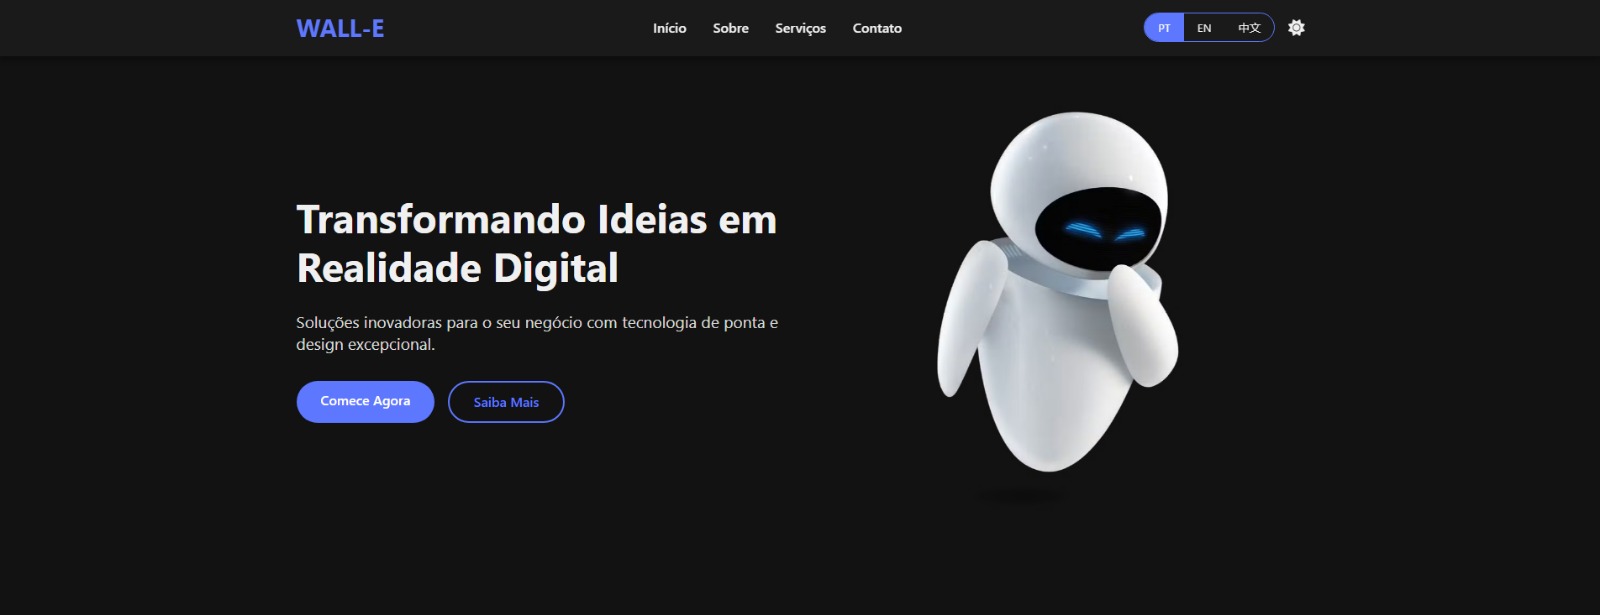 WALL-E
Início Sobre Serviços Contato
PT EN 中文
Transformando Ideias em
Realidade Digital
Soluções inovadoras para o seu negócio com tecnologia de ponta e
design excepcional.
Comece Agora Saiba Mais